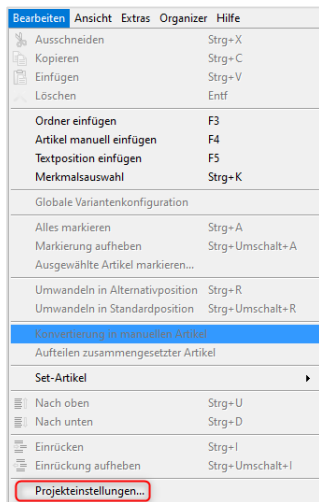 Bearbeiten Ansicht Extras Organizer Hilfe
Ausschneiden Strg+X
Kopieren Strg+C
Einfügen Strg+V
Löschen Entf
Ordner einfügen F3
Artikel manuell einfügen F4
Textposition einfügen F5
Merkmalsauswahl Strg+K
Globale Variantenkonfiguration
Alles markieren Strg+A
Markierung aufheben Strg+Umschalt+A
Ausgewählte Artikel markieren...
Umwandeln in Alternativposition Strg+R
Umwandeln in Standardposition Strg+Umschalt+R
Konvertierung in manuellen Artikel
Aufteilen zusammengesetzter Artikel
Set-Artikel
Nach oben Strg+U
Nach unten Strg+D
Einrücken Strg+I
Einrückung aufheben Strg+Umschalt+I
Projekteinstellungen...